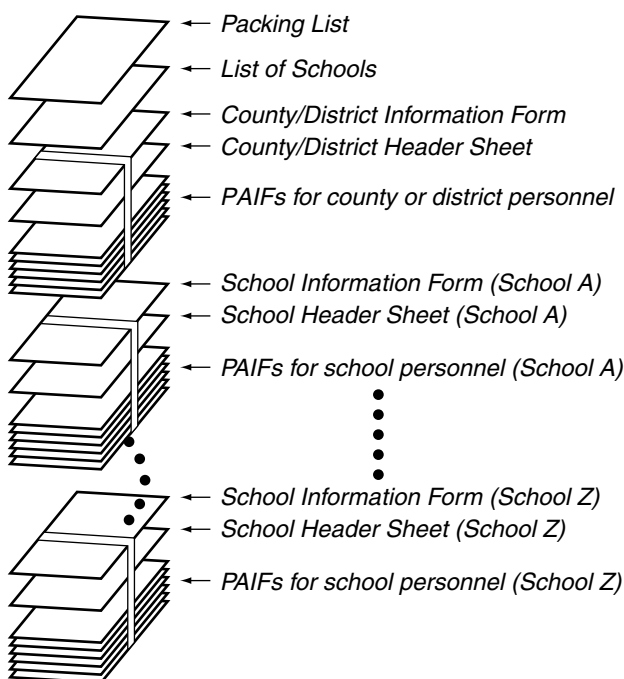 Packing List
List of Schools
County/District Information Form
County/District Header Sheet
PAIFs for county or district personnel
School Information Form (School A)
School Header Sheet (School A)
PAIFs for school personnel (School A)
School Information Form (School Z)
School Header Sheet (School Z)
PAIFs for school personnel (School Z)